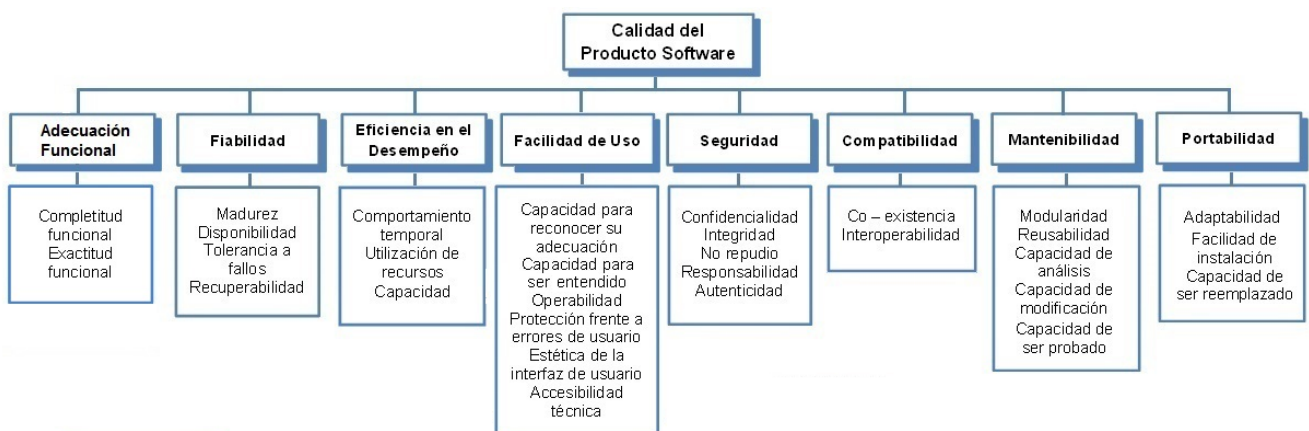 Calidad del
Producto Software
Adecuación
Funcional
Completitud
funcional
Exactitud
funcional
Fiabilidad
Madurez
Disponibilidad
Tolerancia a
fallos
Recuperabilidad
Eficiencia en el
Desempeño
Comportamiento
temporal
Utilización de
recursos
Capacidad
Facilidad de Uso
Capacidad para
reconocer su
adecuación
Capacidad para
ser entendido
Operabilidad
Protección frente a
errores de usuario
Estética de la
interfaz de usuario
Accesibilidad
técnica
Seguridad
Confidencialidad
Integridad
No repudio
Responsabilidad
Autenticidad
Compatibilidad
Co – existencia
Interoperabilidad
Mantenibilidad
Modularidad
Reusabilidad
Capacidad de
análisis
Capacidad de
modificación
Capacidad de
ser probado
Portabilidad
Adaptabilidad
Facilidad de
instalación
Capacidad de
ser reemplazado